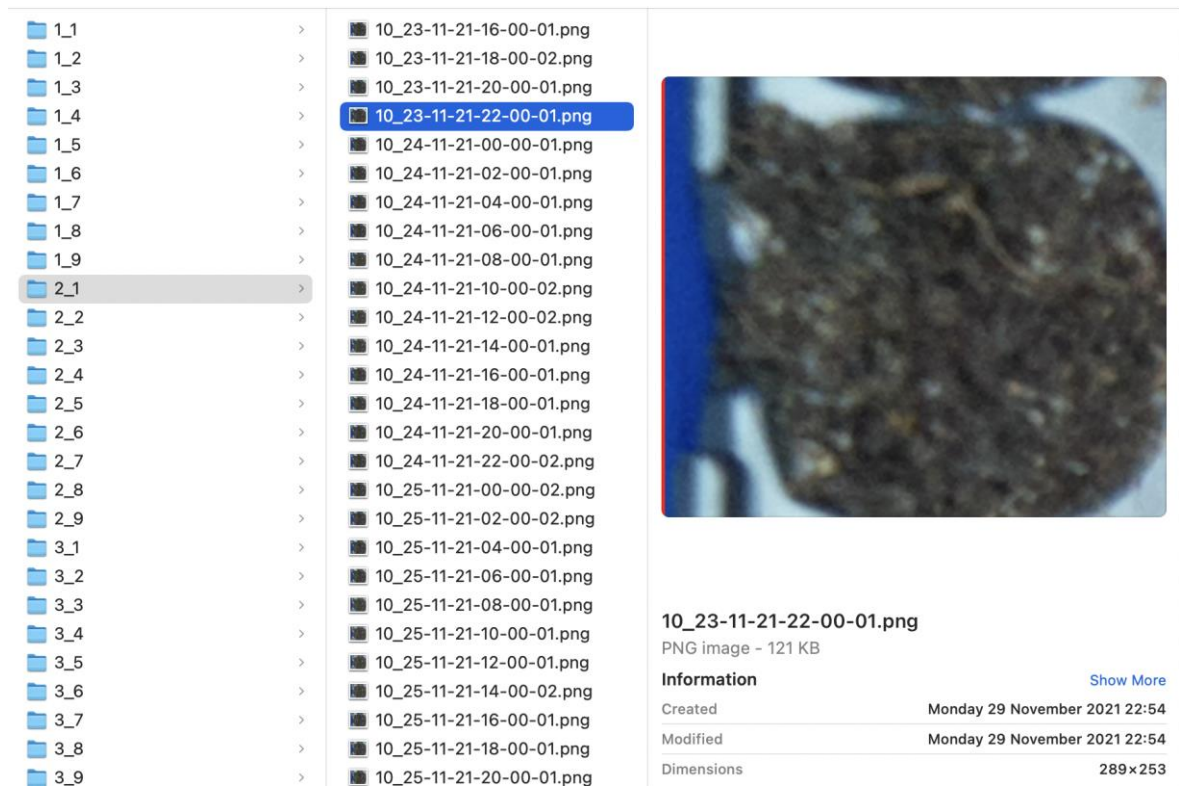 1_1
1_2
1_3
1_4
1_5
1_6
1_7
1_8
1_9
2_1
2_2
2_3
2_4
2_5
2_6
2_7
2_8
2_9
3_1
3_2
3_3
3_4
3_5
3_6
3_7
3_8
3_9
10_23-11-21-16-00-01.png
10_23-11-21-18-00-02.png
10_23-11-21-20-00-01.png
10_23-11-21-22-00-01.png
10_24-11-21-00-00-01.png
10_24-11-21-02-00-01.png
10_24-11-21-04-00-01.png
10_24-11-21-06-00-01.png
10_24-11-21-08-00-01.png
10_24-11-21-10-00-02.png
10_24-11-21-12-00-02.png
10_24-11-21-14-00-01.png
10_24-11-21-16-00-01.png
10_24-11-21-18-00-01.png
10_24-11-21-20-00-01.png
10_24-11-21-22-00-02.png
10_25-11-21-00-00-02.png
10_25-11-21-02-00-02.png
10_25-11-21-04-00-01.png
10_25-11-21-06-00-01.png
10_25-11-21-08-00-01.png
10_25-11-21-10-00-01.png
10_25-11-21-12-00-01.png
10_25-11-21-14-00-02.png
10_25-11-21-16-00-01.png
10_25-11-21-18-00-01.png
10_25-11-21-20-00-01.png
10_23-11-21-22-00-01.png
PNG image - 121 KB
Information Show More
Created Monday 29 November 2021 22:54
Modified Monday 29 November 2021 22:54
Dimensions 289×253